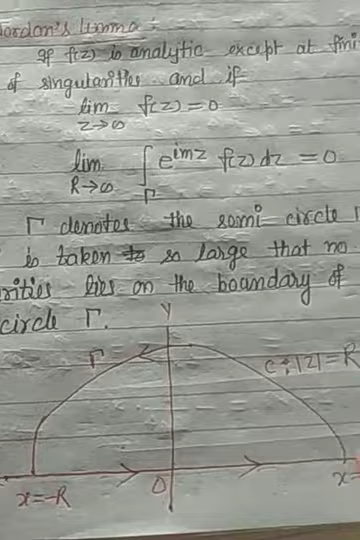 Jordan's Lemma :
If f(z) is analytic except at fini
of singularities and if
lim f(z) = 0
z→∞
lim ∫ e^{imz} f(z) dz = 0
R→∞ Γ
Γ denotes the semi circle
is taken so large that no
rities lies on the boundary of
circle Γ.
Y
Γ
C : |z| = R
O
x = -R
x =